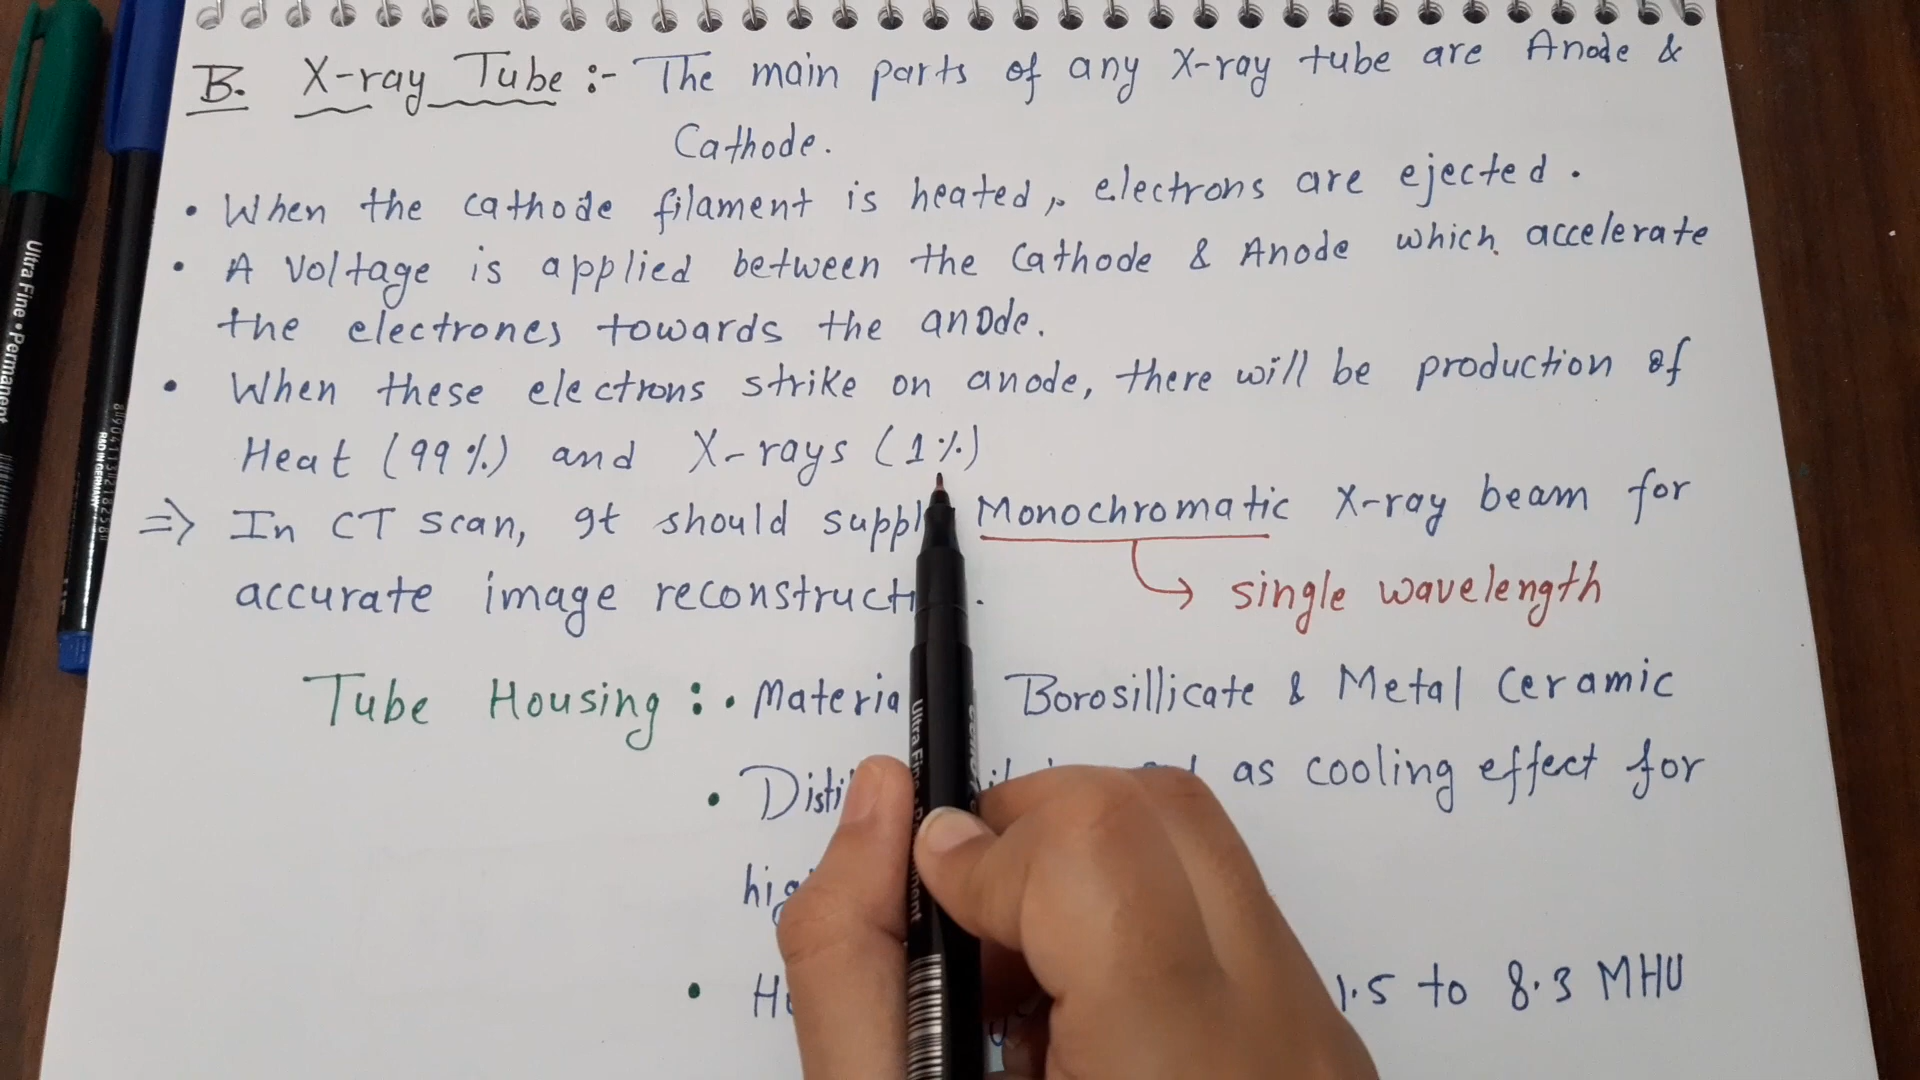 B. X-ray Tube :- The main parts of any X-ray tube are Anode &
Cathode.
• When the cathode filament is heated, electrons are ejected.
• A Voltage is applied between the Cathode & Anode which accelerate
the electrones towards the anode.
• When these electrons strike on anode, there will be production of
Heat (99%) and X-rays (1%)
⇒ In CT scan, It should suppl Monochromatic X-ray beam for
accurate image reconstructi .
→ single wavelength
Tube Housing : • Materia Borosillicate & Metal Ceramic
• Disti as cooling effect for
hig
• He 1.5 to 8.3 MHU
Ultra Fine • Permanent
Ultra Fine • Permanent